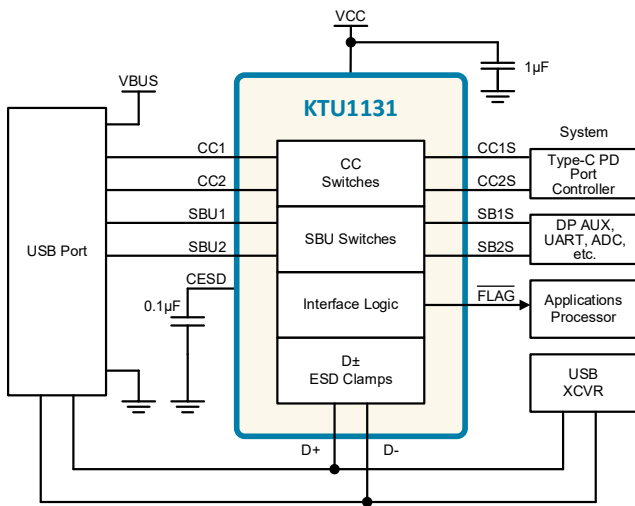 VCC
1µF
VBUS
KTU1131
System
CC1
CC
Switches
CC1S
Type-C PD
Port
Controller
CC2
CC2S
SBU1
SBU Switches
SB1S
DP AUX,
UART, ADC,
etc.
USB Port
SBU2
SB2S
CESD
0.1µF
Interface Logic
FLAG
Applications
Processor
D±
ESD Clamps
USB
XCVR
D+
D-